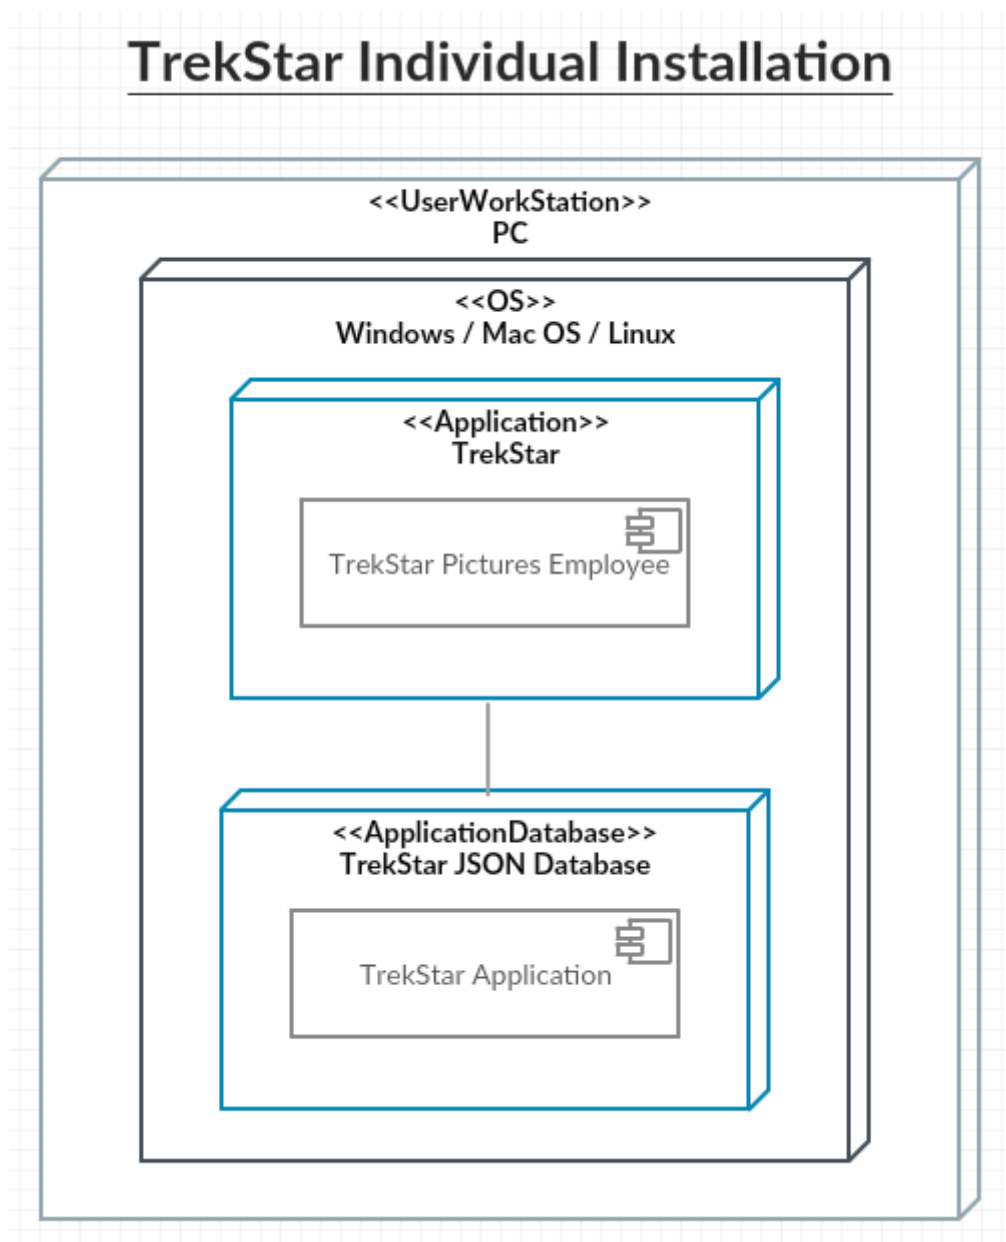 TrekStar Individual Installation
<<UserWorkStation>>
PC
<<OS>>
Windows / Mac OS / Linux
<<Application>>
TrekStar
TrekStar Pictures Employee
<<ApplicationDatabase>>
TrekStar JSON Database
TrekStar Application